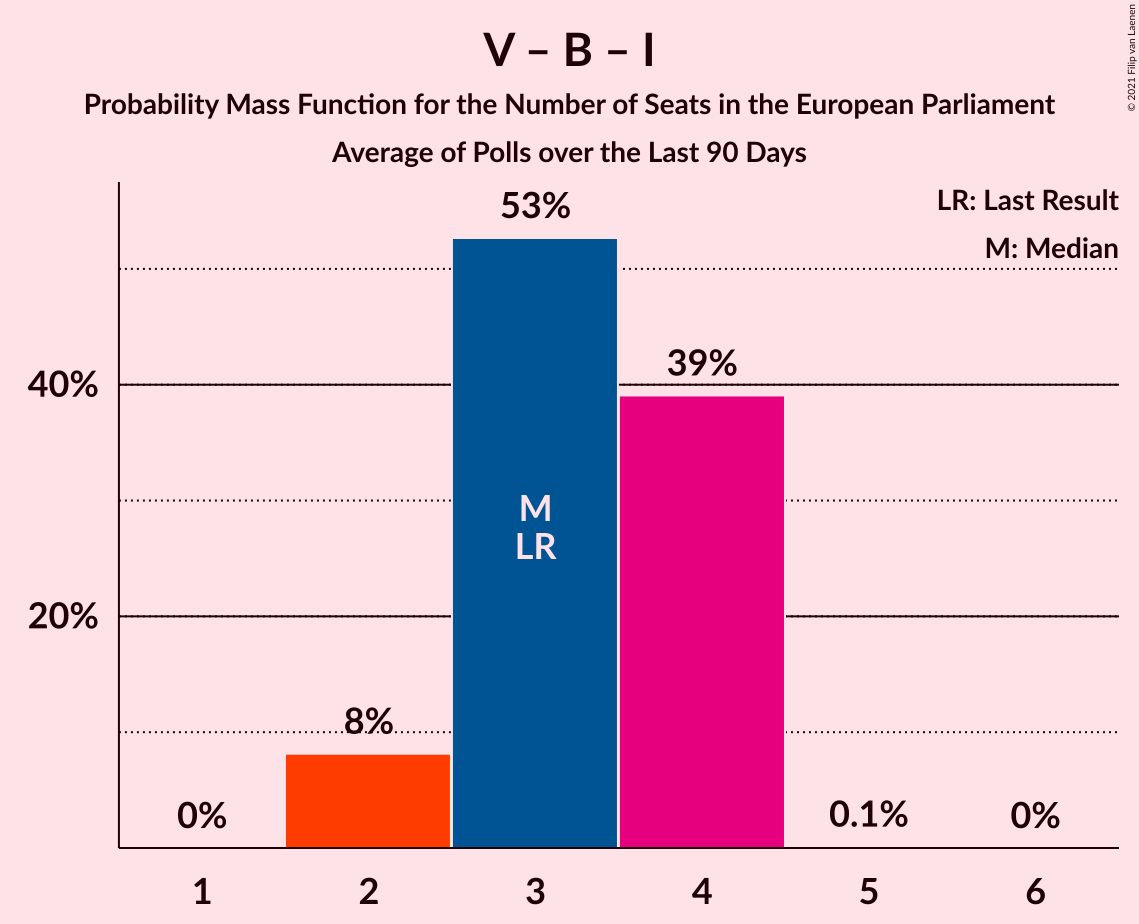 V – B – I
Probability Mass Function for the Number of Seats in the European Parliament
Average of Polls over the Last 90 Days
© 2021 Filip van Laenen
LR: Last Result
M: Median
53%
39%
40%
M
LR
20%
8%
0%
0.1%
0%
1 2 3 4 5 6